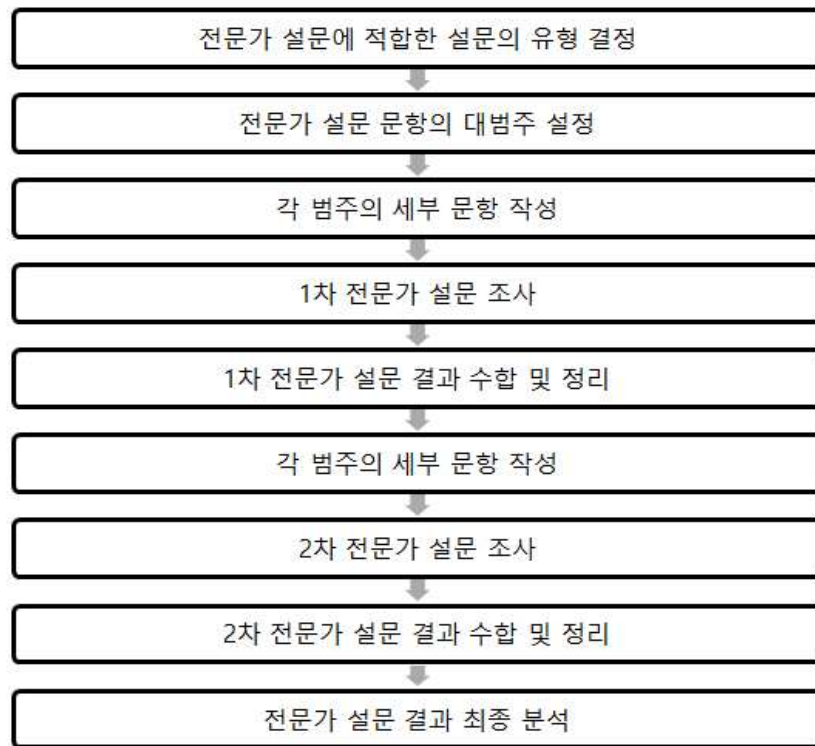 전문가 설문에 적합한 설문의 유형 결정
전문가 설문 문항의 대범주 설정
각 범주의 세부 문항 작성
1차 전문가 설문 조사
1차 전문가 설문 결과 수합 및 정리
각 범주의 세부 문항 작성
2차 전문가 설문 조사
2차 전문가 설문 결과 수합 및 정리
전문가 설문 결과 최종 분석